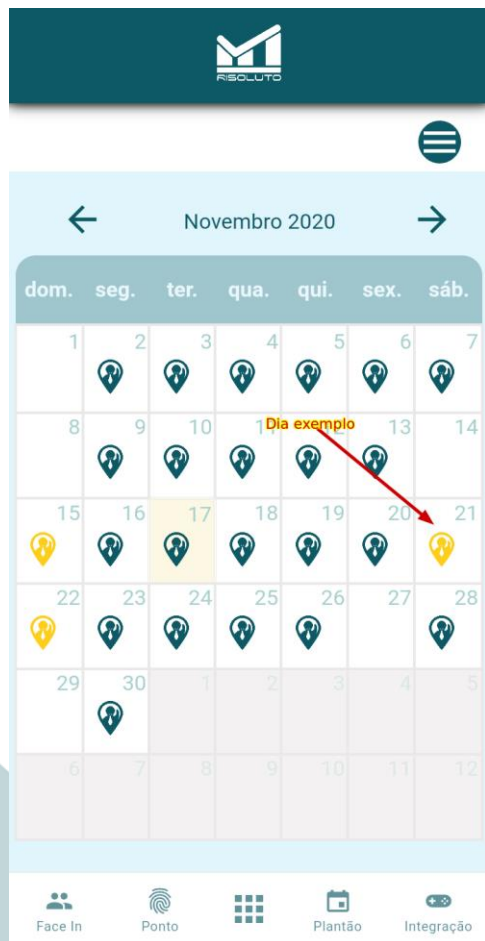 RISOLUTO
Novembro 2020
dom. seg. ter. qua. qui. sex. sáb.
1 2 3 4 5 6 7
Dia exemplo
8 9 10 11 12 13 14
15 16 17 18 19 20 21
22 23 24 25 26 27 28
29 30 1 2 3 4 5
6 7 8 9 10 11 12
Face In Ponto Plantão Integração